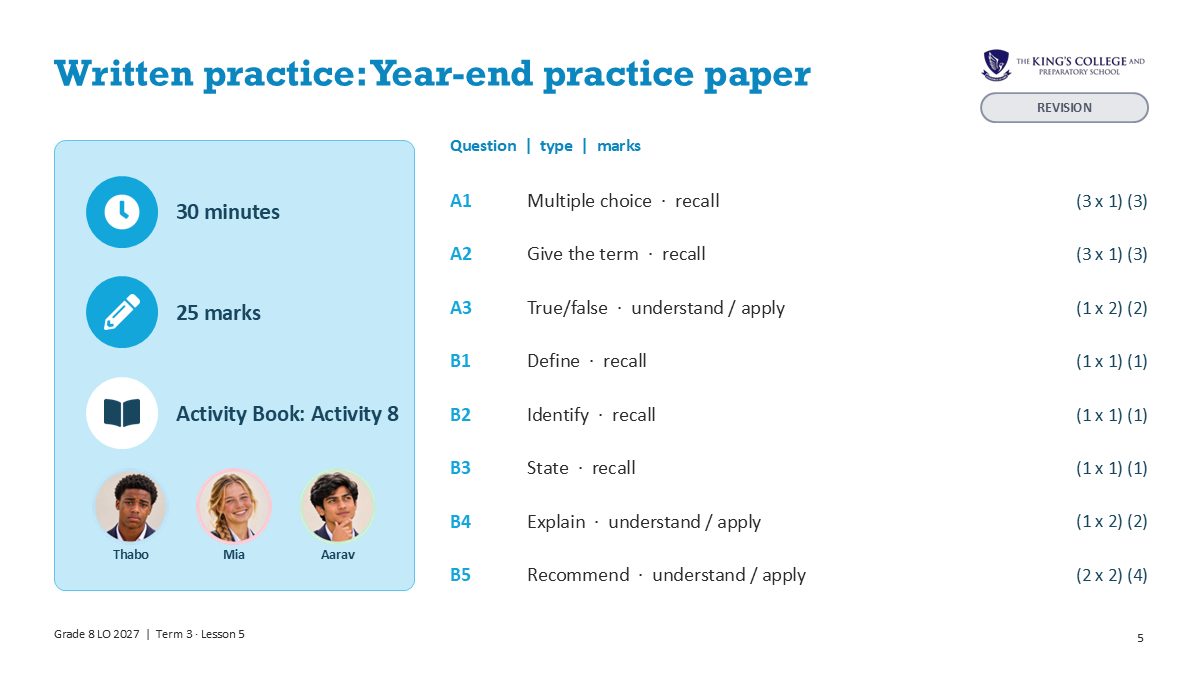 Written practice: Year-end practice paper
THE KING'S COLLEGE AND
PREPARATORY SCHOOL
REVISION
30 minutes
25 marks
Activity Book: Activity 8
Thabo
Mia
Aarav
Question | type | marks
A1 Multiple choice · recall (3 x 1) (3)
A2 Give the term · recall (3 x 1) (3)
A3 True/false · understand / apply (1 x 2) (2)
B1 Define · recall (1 x 1) (1)
B2 Identify · recall (1 x 1) (1)
B3 State · recall (1 x 1) (1)
B4 Explain · understand / apply (1 x 2) (2)
B5 Recommend · understand / apply (2 x 2) (4)
Grade 8 LO 2027 | Term 3 · Lesson 5
5